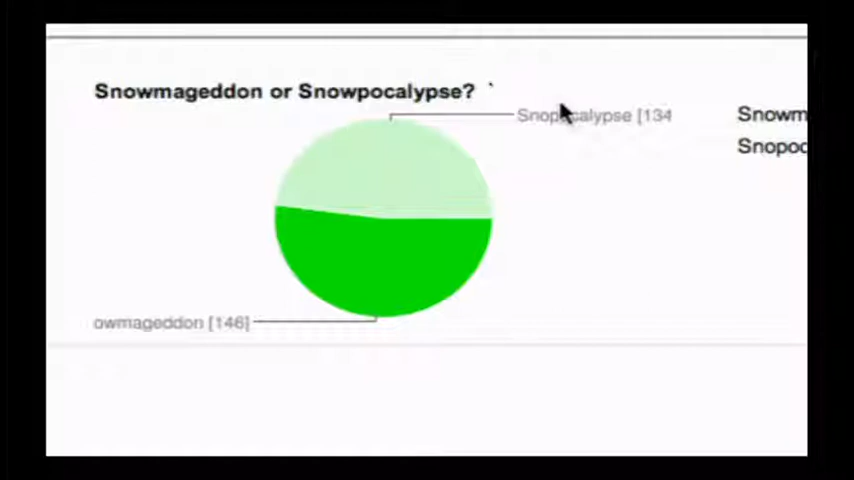 Snowmageddon or Snowpocalypse? `
Snopocalypse [134
Snowm
Snopoc
owmageddon [146]